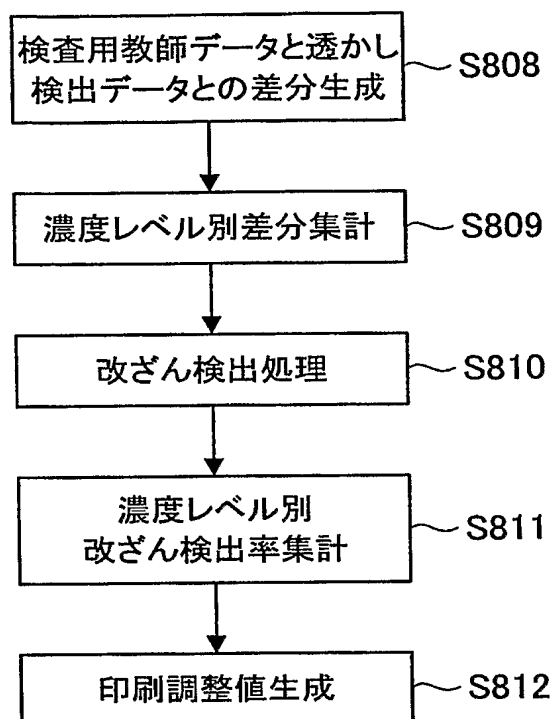 検査用教師データと透かし
検出データとの差分生成
S808
濃度レベル別差分集計
S809
改ざん検出処理
S810
濃度レベル別
改ざん検出率集計
S811
印刷調整値生成
S812